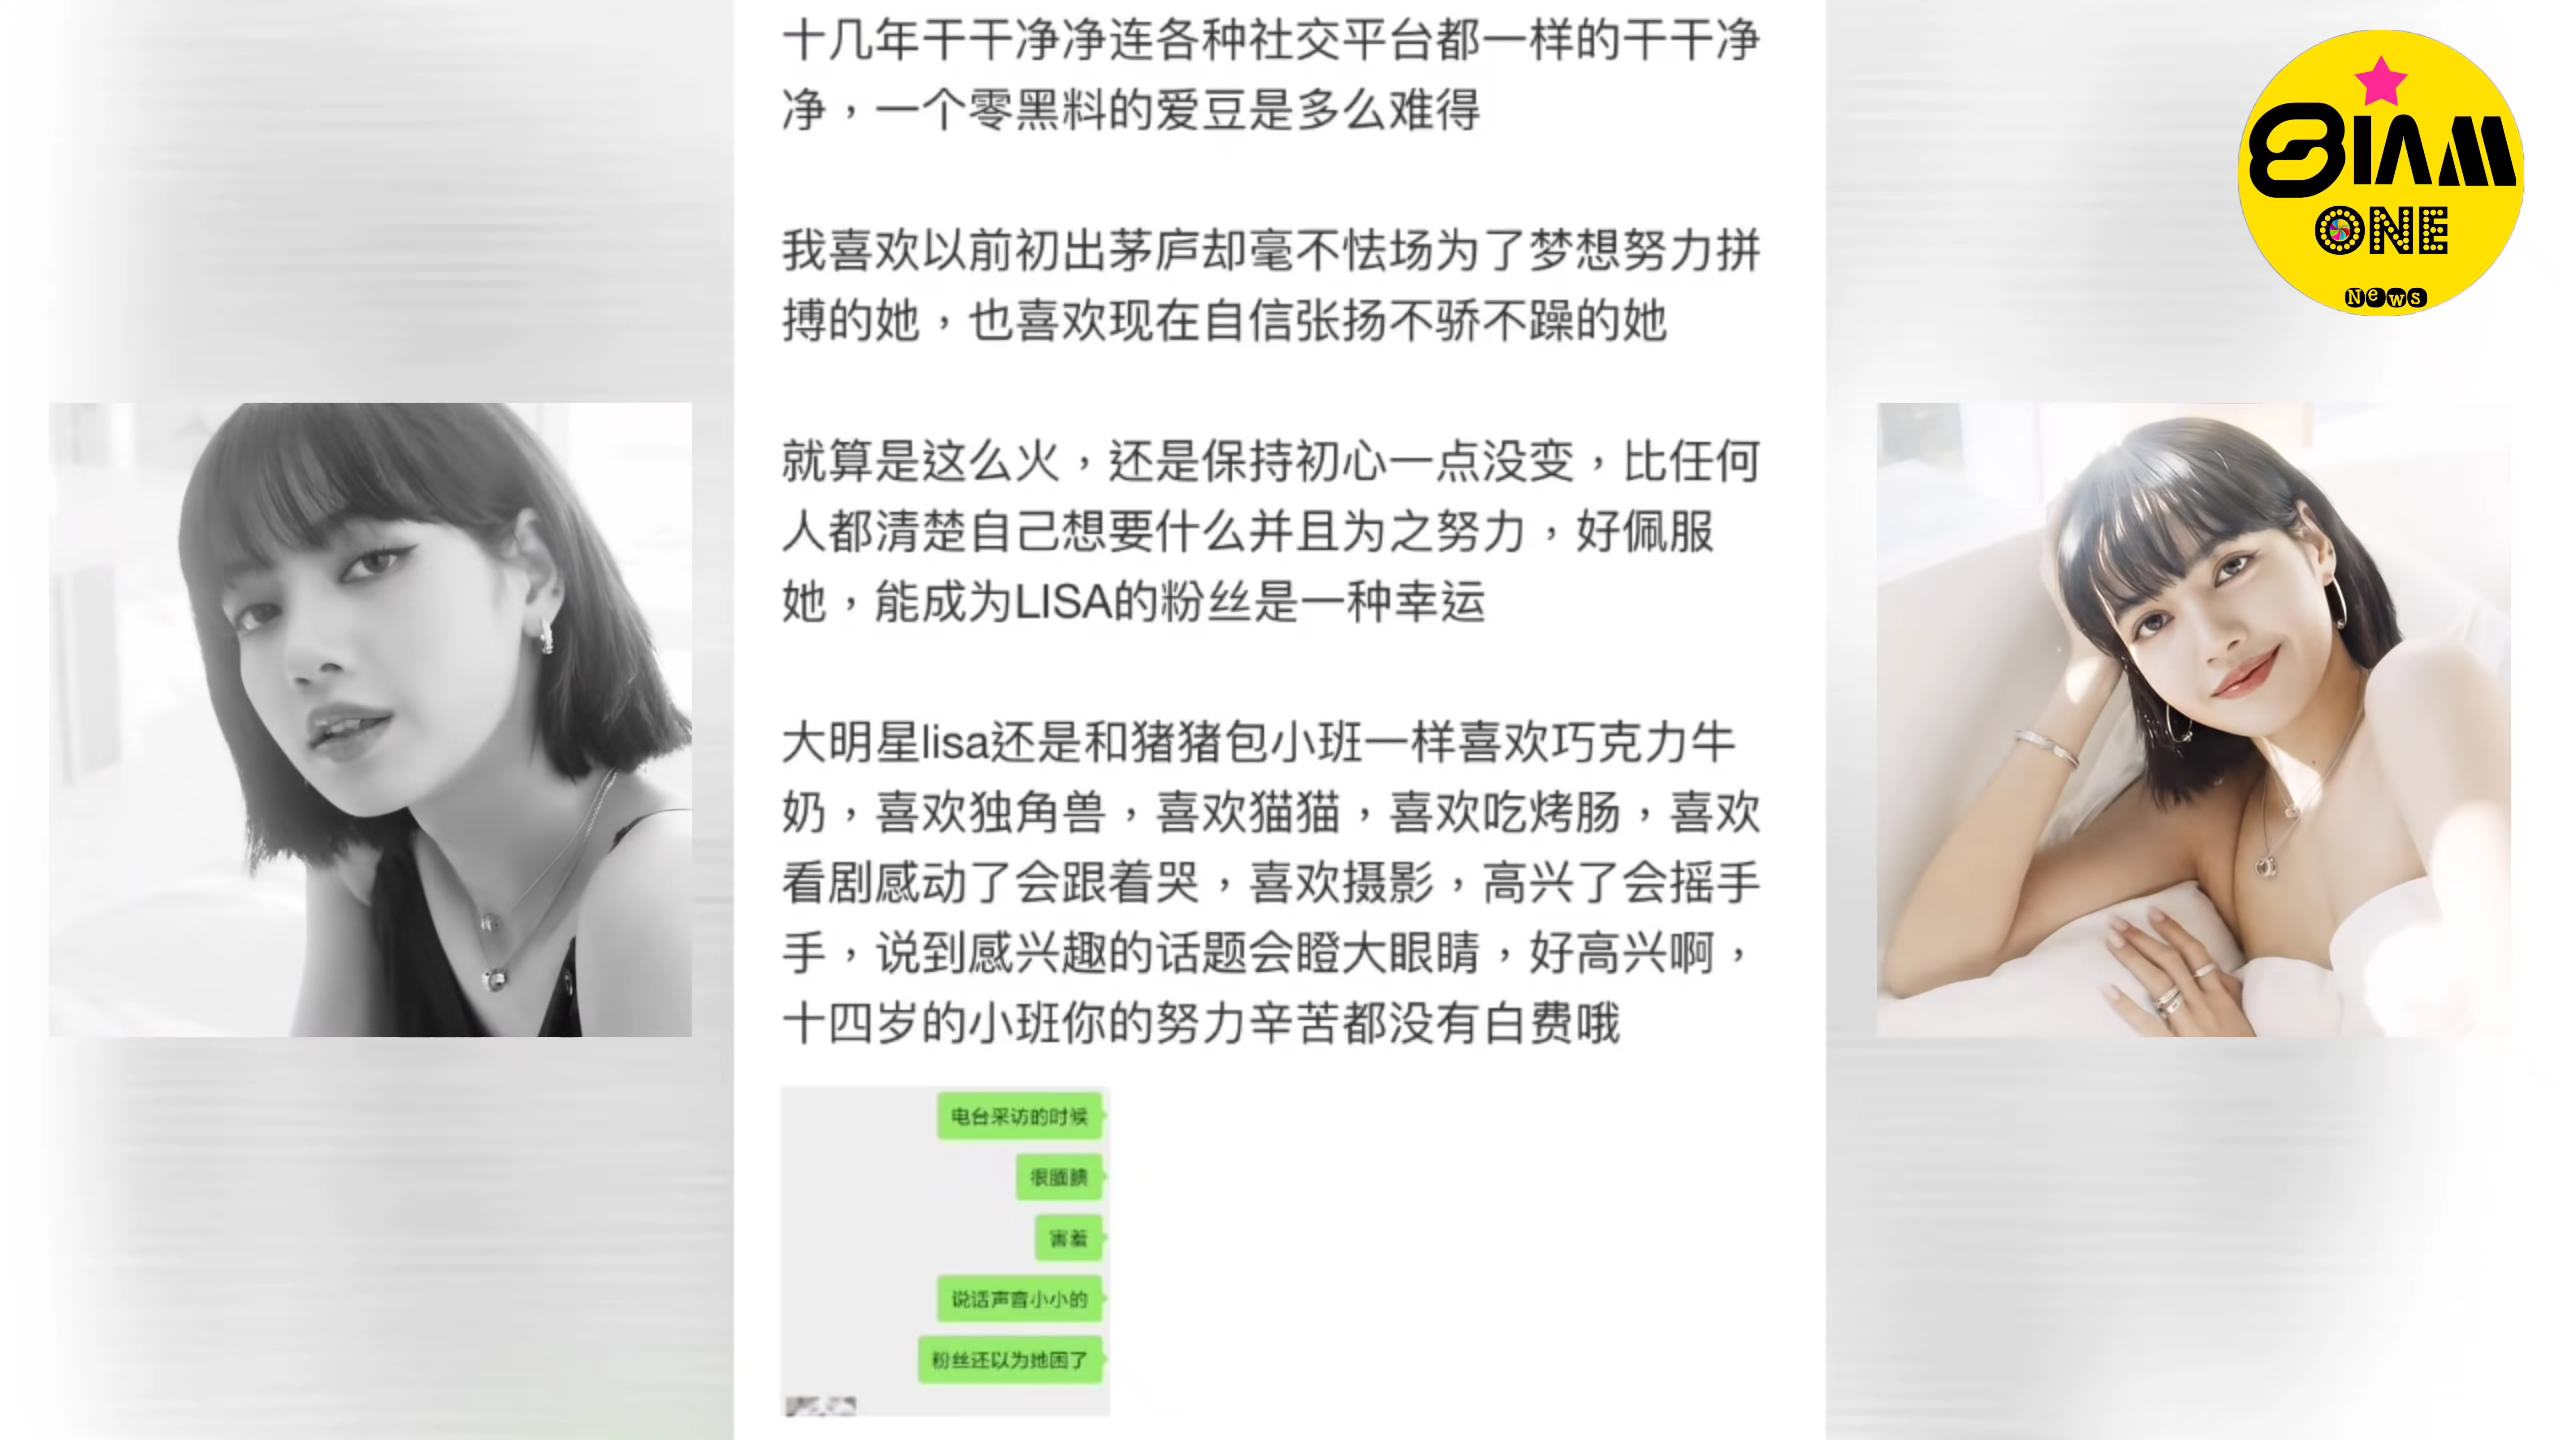 十几年干干净净连各种社交平台都一样的干干净
净，一个零黑料的爱豆是多么难得
我喜欢以前初出茅庐却毫不怯场为了梦想努力拼
搏的她，也喜欢现在自信张扬不骄不躁的她
就算是这么火，还是保持初心一点没变，比任何
人都清楚自己想要什么并且为之努力，好佩服
她，能成为LISA的粉丝是一种幸运
大明星lisa还是和猪猪包小班一样喜欢巧克力牛
奶，喜欢独角兽，喜欢猫猫，喜欢吃烤肠，喜欢
看剧感动了会跟着哭，喜欢摄影，高兴了会摇手
手，说到感兴趣的话题会瞪大眼睛，好高兴啊，
十四岁的小班你的努力辛苦都没有白费哦
电台采访的时候
很腼腆
害羞
说话声音小小的
粉丝还以为她困了
SIAM
ONE
News